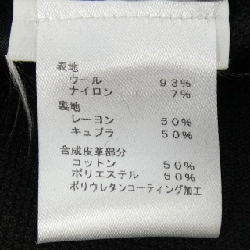 表地
ウール 93%
ナイロン 7%
裏地
レーヨン 50%
キュプラ 50%
合成皮革部分
コットン 50%
ポリエステル 50%
ポリウレタンコーティング加工